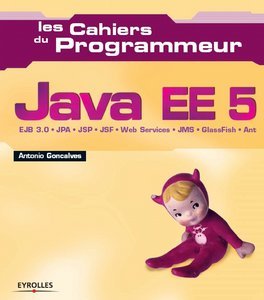 les Cahiers
du Programmeur
Java EE 5
EJB 3.0 • JPA • JSP • JSF • Web Services • JMS • GlassFish • Ant
Antonio Goncalves
EYROLLES